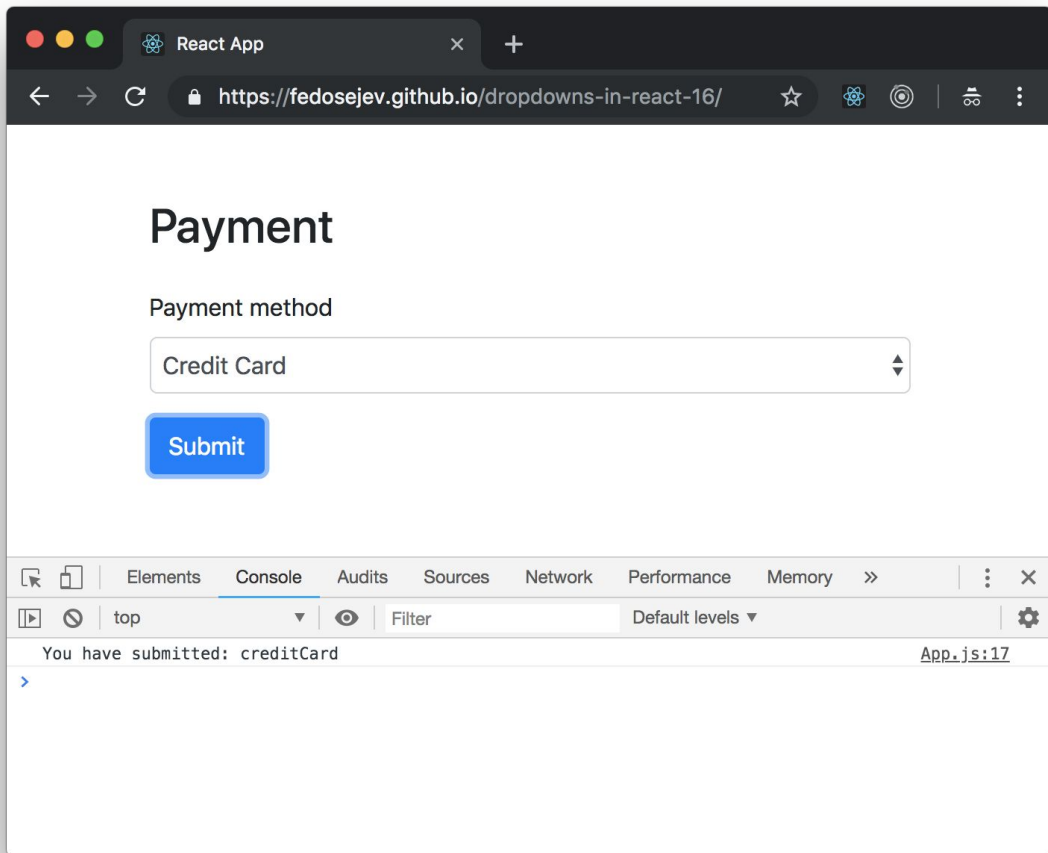 React App
https://fedosejev.github.io/dropdowns-in-react-16/
Payment
Payment method
Credit Card
Submit
Elements Console Audits Sources Network Performance Memory »
top Filter Default levels ▼
You have submitted: creditCard App.js:17
>